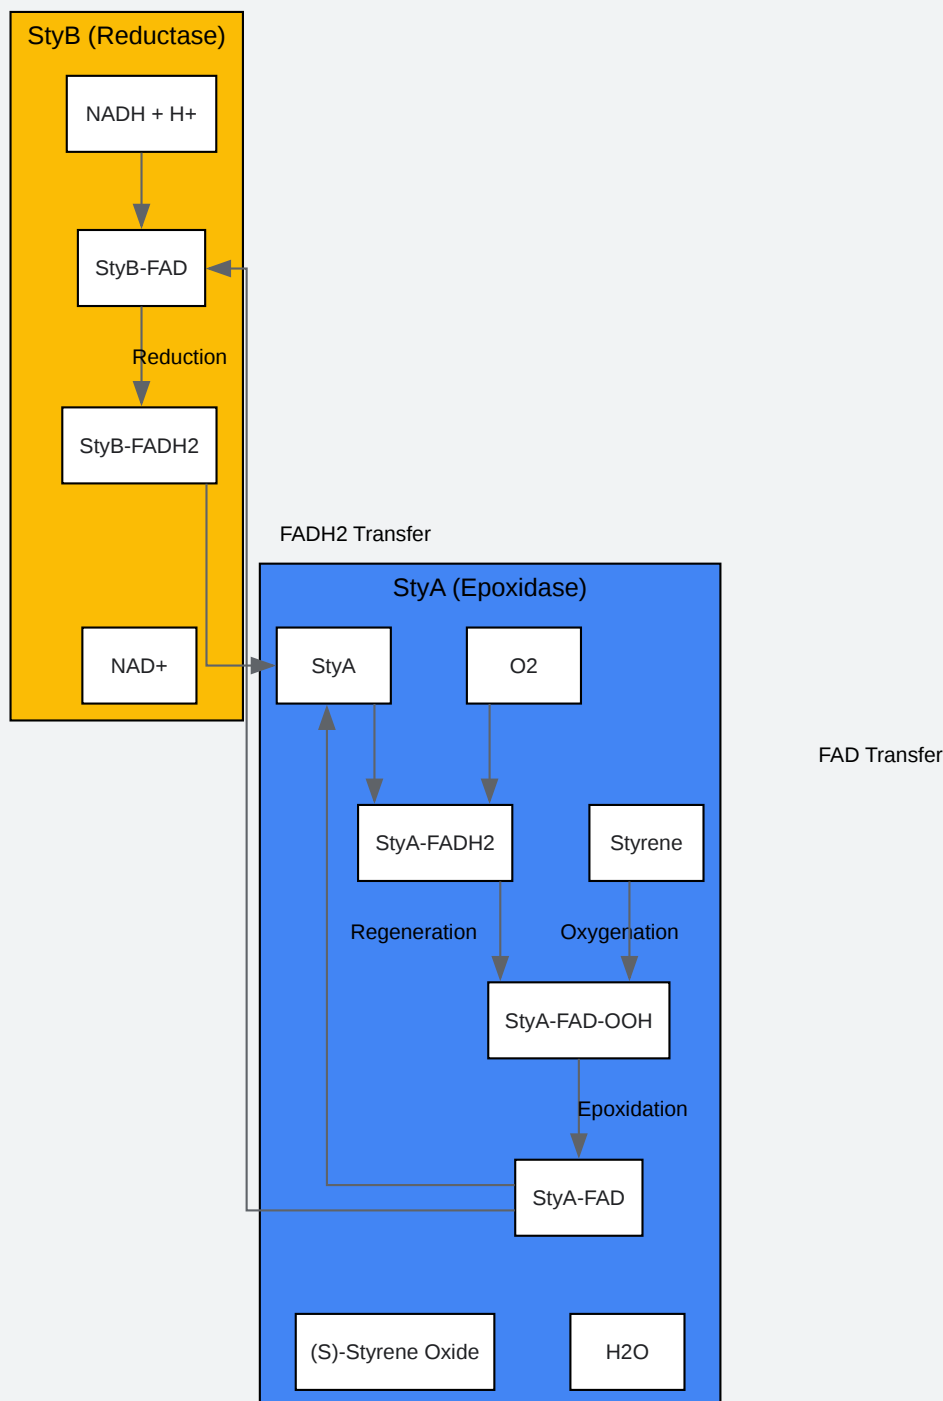 StyB (Reductase)
NADH + H+
StyB-FAD
Reduction
StyB-FADH2
FADH2 Transfer
StyA (Epoxidase)
NAD+
StyA
O2
FAD Transfer
StyA-FADH2
Styrene
Regeneration
Oxygenation
StyA-FAD-OOH
Epoxidation
StyA-FAD
(S)-Styrene Oxide
H2O